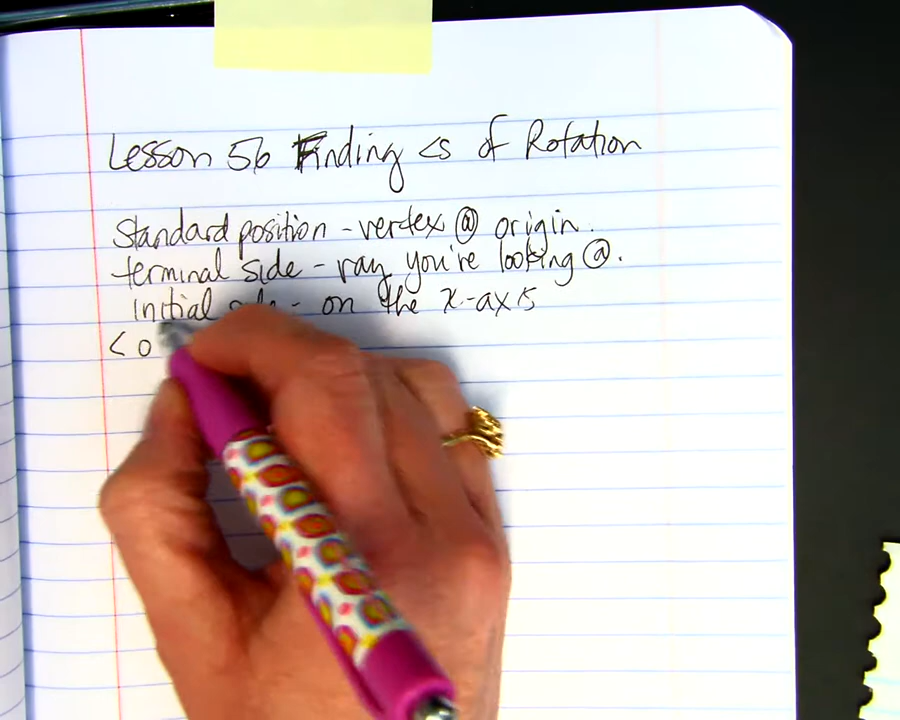 Lesson 56 Finding <s of Rotation
Standard position - vertex @ origin.
terminal side - ray you're looking @.
Initial - on the x-axis
< o